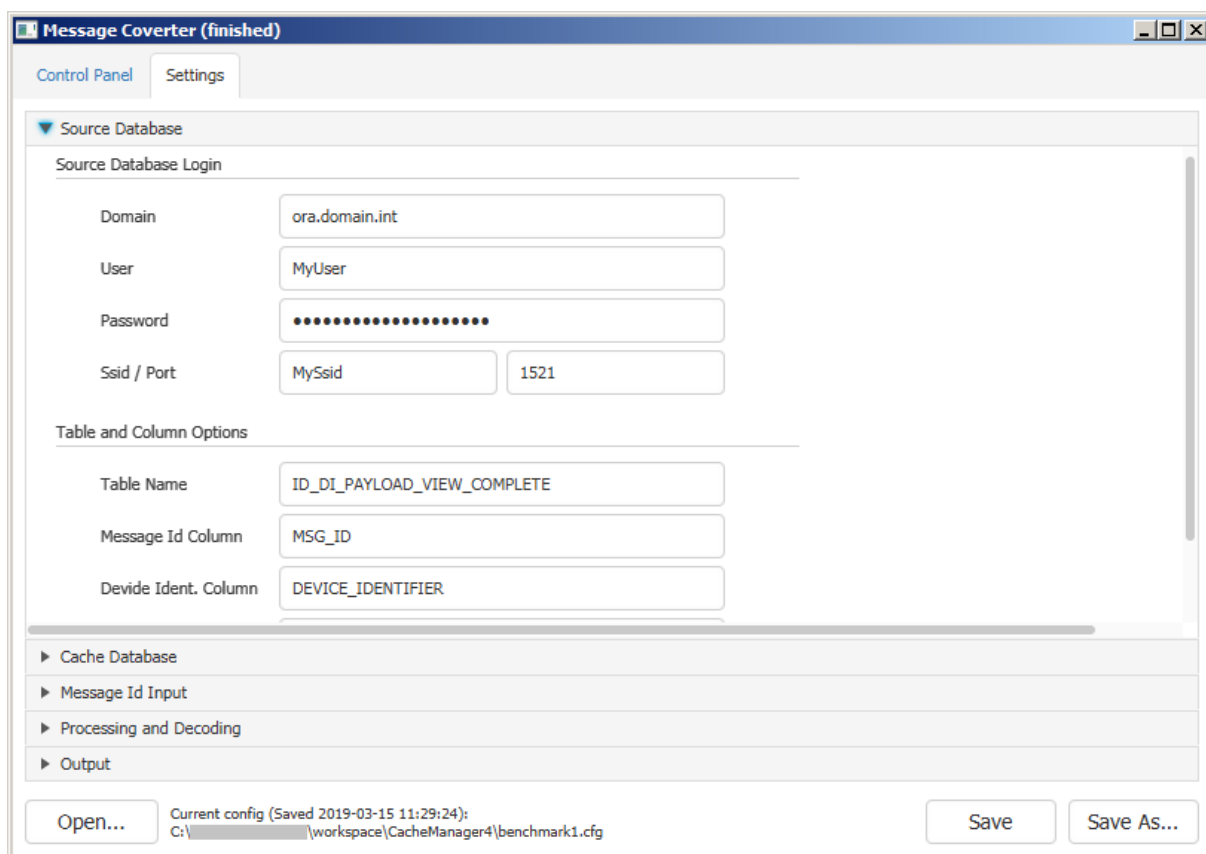 Message Coverter (finished)
Control Panel Settings
Source Database
Source Database Login
Domain ora.domain.int
User MyUser
Password ••••••••••••••••••••
Ssid / Port MySsid 1521
Table and Column Options
Table Name ID_DI_PAYLOAD_VIEW_COMPLETE
Message Id Column MSG_ID
Devide Ident. Column DEVICE_IDENTIFIER
Cache Database
Message Id Input
Processing and Decoding
Output
Open... Current config (Saved 2019-03-15 11:29:24): Save Save As...
C:\ \workspace\CacheManager4\benchmark1.cfg